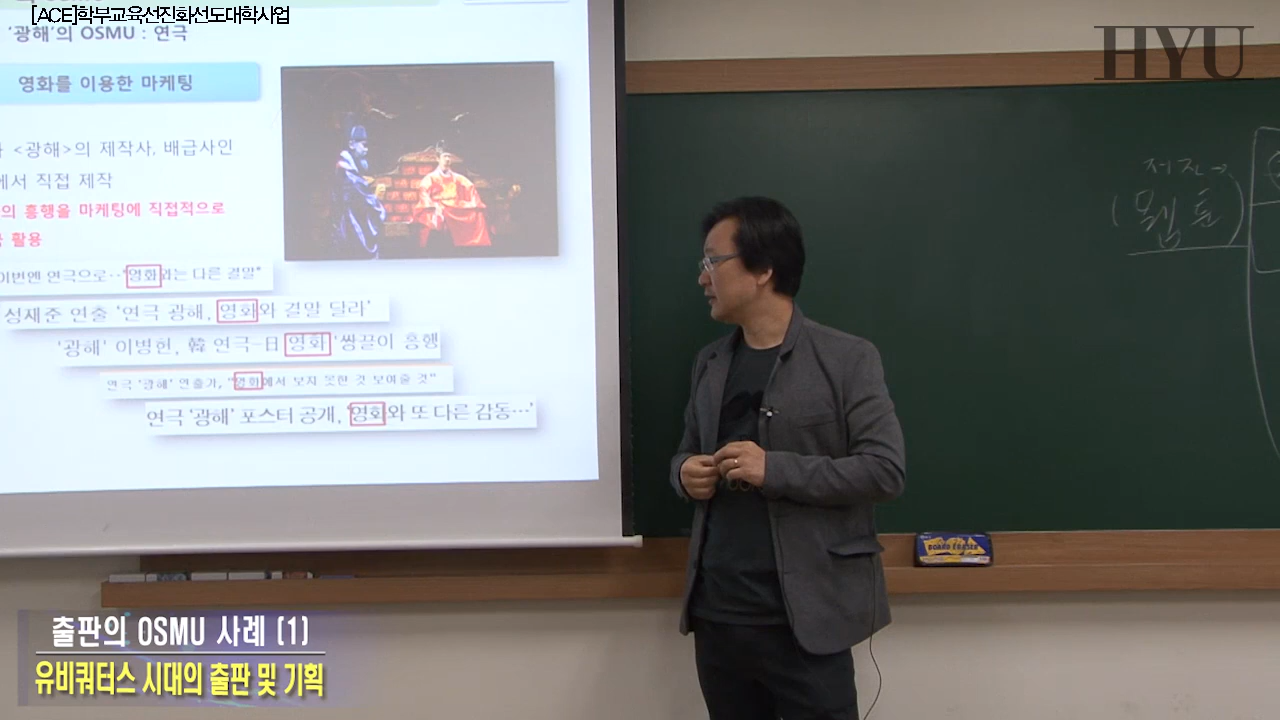 [ACE]학부교육선진화선도대학사업
HYU
'광해'의 OSMU : 연극
영화를 이용한 마케팅
<광해>의 제작사, 배급사인
에서 직접 제작
의 흥행을 마케팅에 직접적으로
활용
이번엔 연극으로…"영화와는 다른 결말"
성재준 연출 '연극 광해, 영화와 결말 달라'
'광해' 이병헌, 韓 연극-日 영화 '쌍끌이 흥행
연극 '광해' 연출가, "영화에서 보지 못한 것 보여줄 것"
연극 '광해' 포스터 공개, '영화와 또 다른 감동…'
(웹툰)
BOARD ERASER
출판의 OSMU 사례 (1)
유비쿼터스 시대의 출판 및 기획